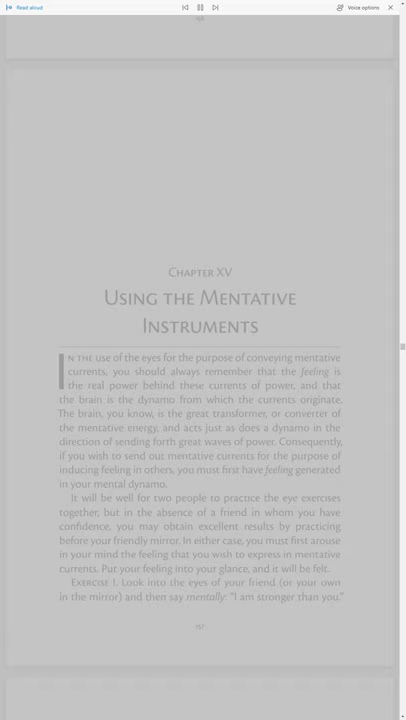 Read aloud
Voice options
156
Chapter XV
Using the Mentative
Instruments
In the use of the eyes for the purpose of conveying mentative
currents, you should always remember that the feeling is
the real power behind these currents of power, and that
the brain is the dynamo from which the currents originate.
The brain, you know, is the great transformer, or converter of
the mentative energy, and acts just as does a dynamo in the
direction of sending forth great waves of power. Consequently,
if you wish to send out mentative currents for the purpose of
inducing feeling in others, you must first have feeling generated
in your mental dynamo.
It will be well for two people to practice the eye exercises
together, but in the absence of a friend in whom you have
confidence, you may obtain excellent results by practicing
before your friendly mirror. In either case, you must first arouse
in your mind the feeling that you wish to express in mentative
currents. Put your feeling into your glance, and it will be felt.
Exercise I. Look into the eyes of your friend (or your own
in the mirror) and then say mentally: "I am stronger than you."
157